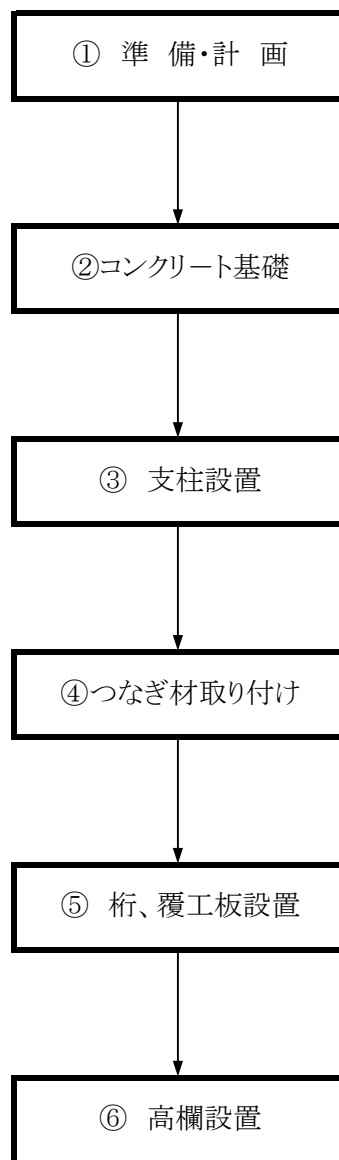 ① 準 備・計 画
②コンクリート基礎
③ 支柱設置
④つなぎ材取り付け
⑤ 桁、覆工板設置
⑥ 高欄設置